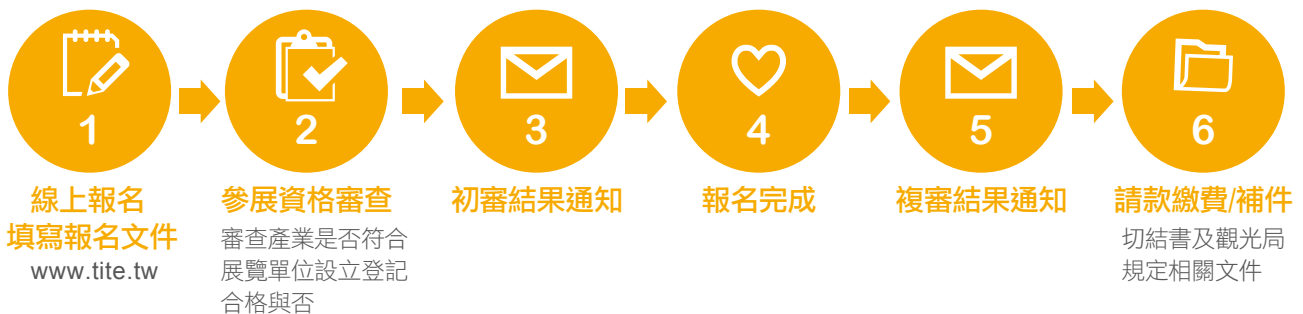 1
線上報名
填寫報名文件
www.tite.tw
2
參展資格審查
審查產業是否符合
展覽單位設立登記
合格與否
3
初審結果通知
4
報名完成
5
複審結果通知
6
請款繳費/補件
切結書及觀光局
規定相關文件